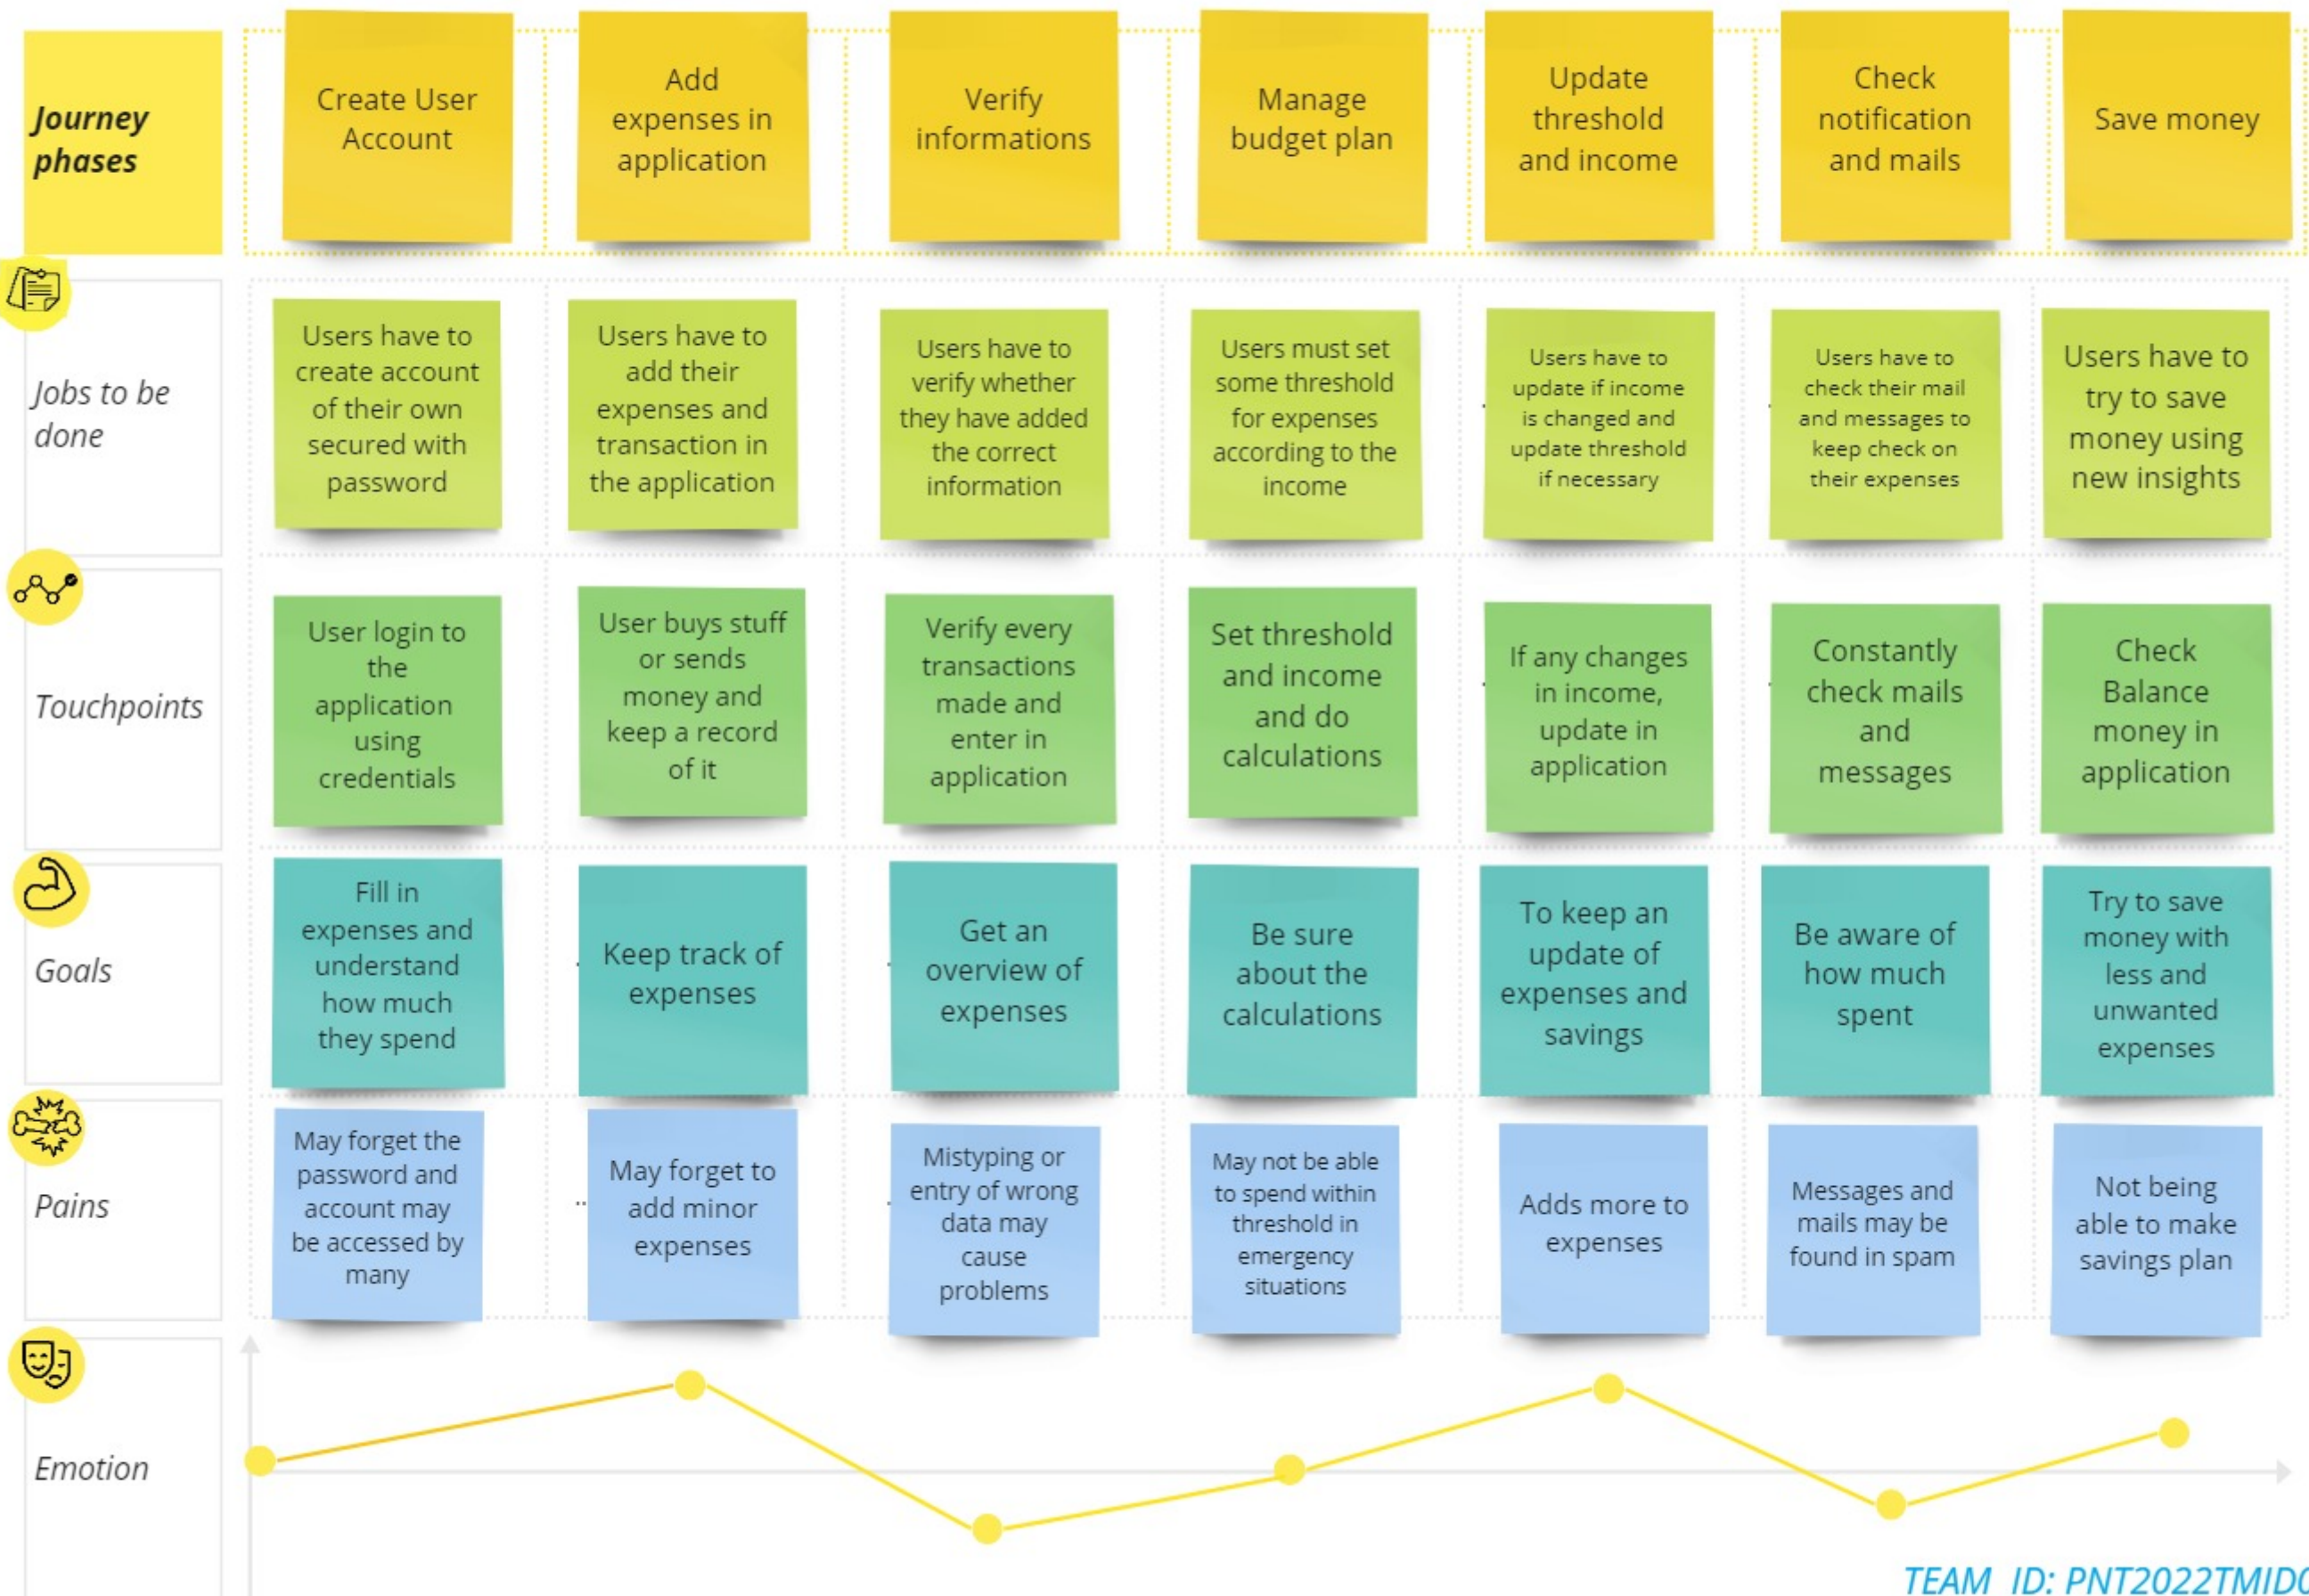 Journey
phases
Create User
Account
Add
expenses in
application
Verify
informations
Manage
budget plan
Update
threshold
and income
Check
notification
and mails
Save money
Jobs to be
done
Users have to
create account
of their own
secured with
password
Users have to
add their
expenses and
transaction in
the application
Users have to
verify whether
they have added
the correct
information
Users must set
some threshold
for expenses
according to the
income
Users have to
update if income
is changed and
update threshold
if necessary
Users have to
check their mail
and messages to
keep check on
their expenses
Users have to
try to save
money using
new insights
Touchpoints
User login to
the
application
using
credentials
User buys stuff
or sends
money and
keep a record
of it
Verify every
transactions
made and
enter in
application
Set threshold
and income
and do
calculations
If any changes
in income,
update in
application
Constantly
check mails
and
messages
Check
Balance
money in
application
Goals
Fill in
expenses and
understand
how much
they spend
Keep track of
expenses
Get an
overview of
expenses
Be sure
about the
calculations
To keep an
update of
expenses and
savings
Be aware of
how much
spent
Try to save
money with
less and
unwanted
expenses
Pains
May forget the
password and
account may
be accessed by
many
May forget to
add minor
expenses
Mistyping or
entry of wrong
data may
cause
problems
May not be able
to spend within
threshold in
emergency
situations
Adds more to
expenses
Messages and
mails may be
found in spam
Not being
able to make
savings plan
Emotion
TEAM ID: PNT2022TMID0